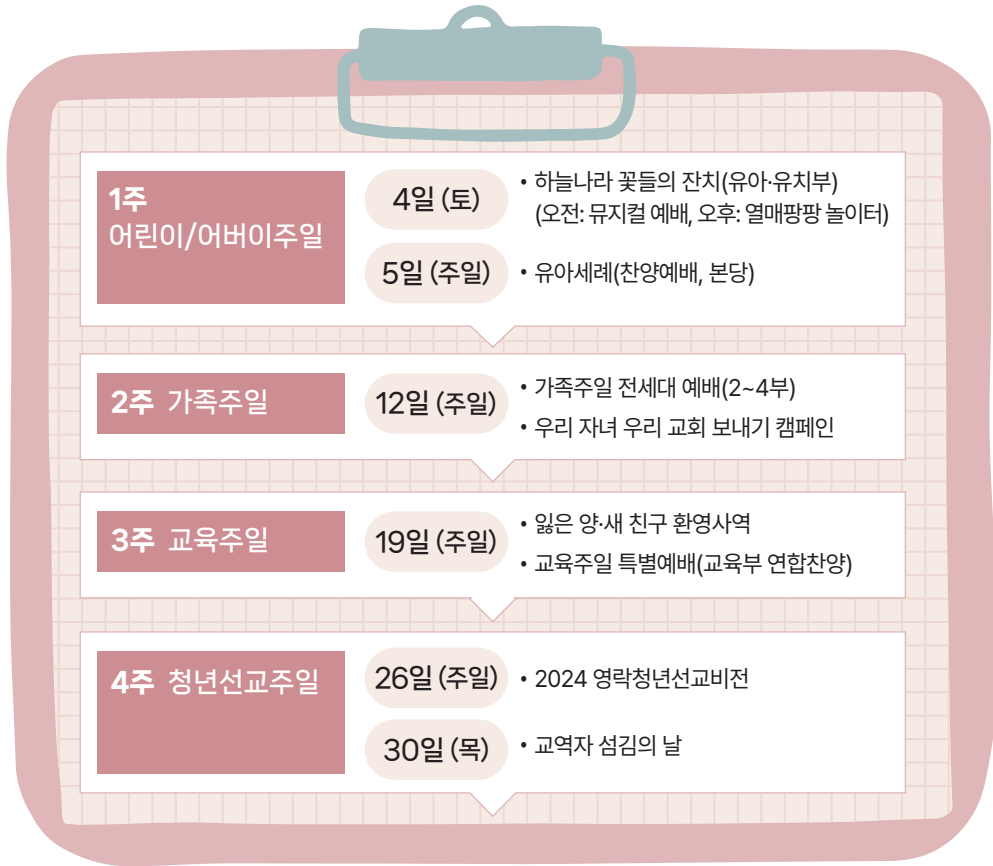 1주
어린이/어버이주일
4일 (토)
• 하늘나라 꽃들의 잔치(유아·유치부)
(오전: 뮤지컬 예배, 오후: 열매팡팡 놀이터)
5일 (주일)
• 유아세례(찬양예배, 본당)
2주 가족주일
12일 (주일)
• 가족주일 전세대 예배(2~4부)
• 우리 자녀 우리 교회 보내기 캠페인
3주 교육주일
19일 (주일)
• 잃은 양·새 친구 환영사역
• 교육주일 특별예배(교육부 연합찬양)
4주 청년선교주일
26일 (주일)
• 2024 영락청년선교비전
30일 (목)
• 교역자 섬김의 날